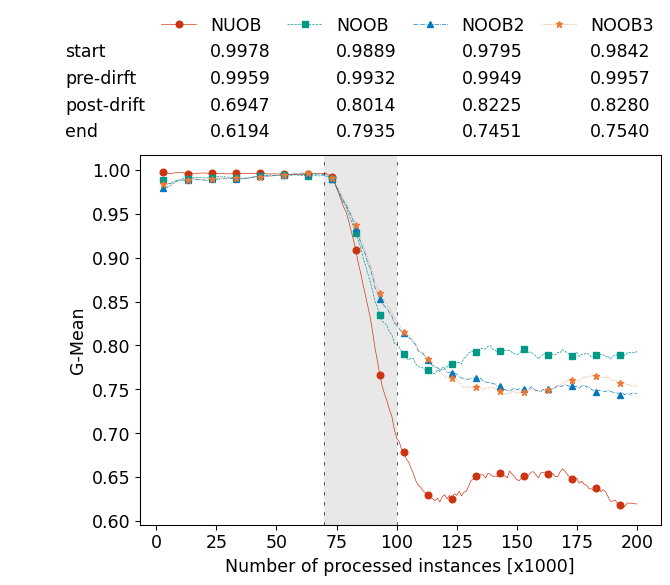 NUOB NOOB NOOB2 NOOB3
start 0.9978 0.9889 0.9795 0.9842
pre-dirft 0.9959 0.9932 0.9949 0.9957
post-drift 0.6947 0.8014 0.8225 0.8280
end 0.6194 0.7935 0.7451 0.7540
1.00
0.95
0.90
0.85
0.80
0.75
0.70
0.65
0.60
G-Mean
0 25 50 75 100 125 150 175 200
Number of processed instances [x1000]